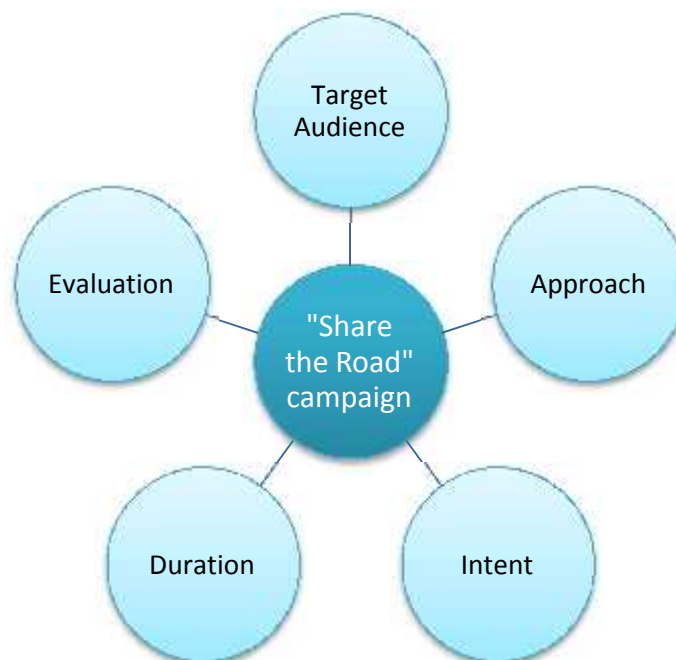 Target
Audience
Evaluation
Approach
"Share
the Road"
campaign
Duration
Intent